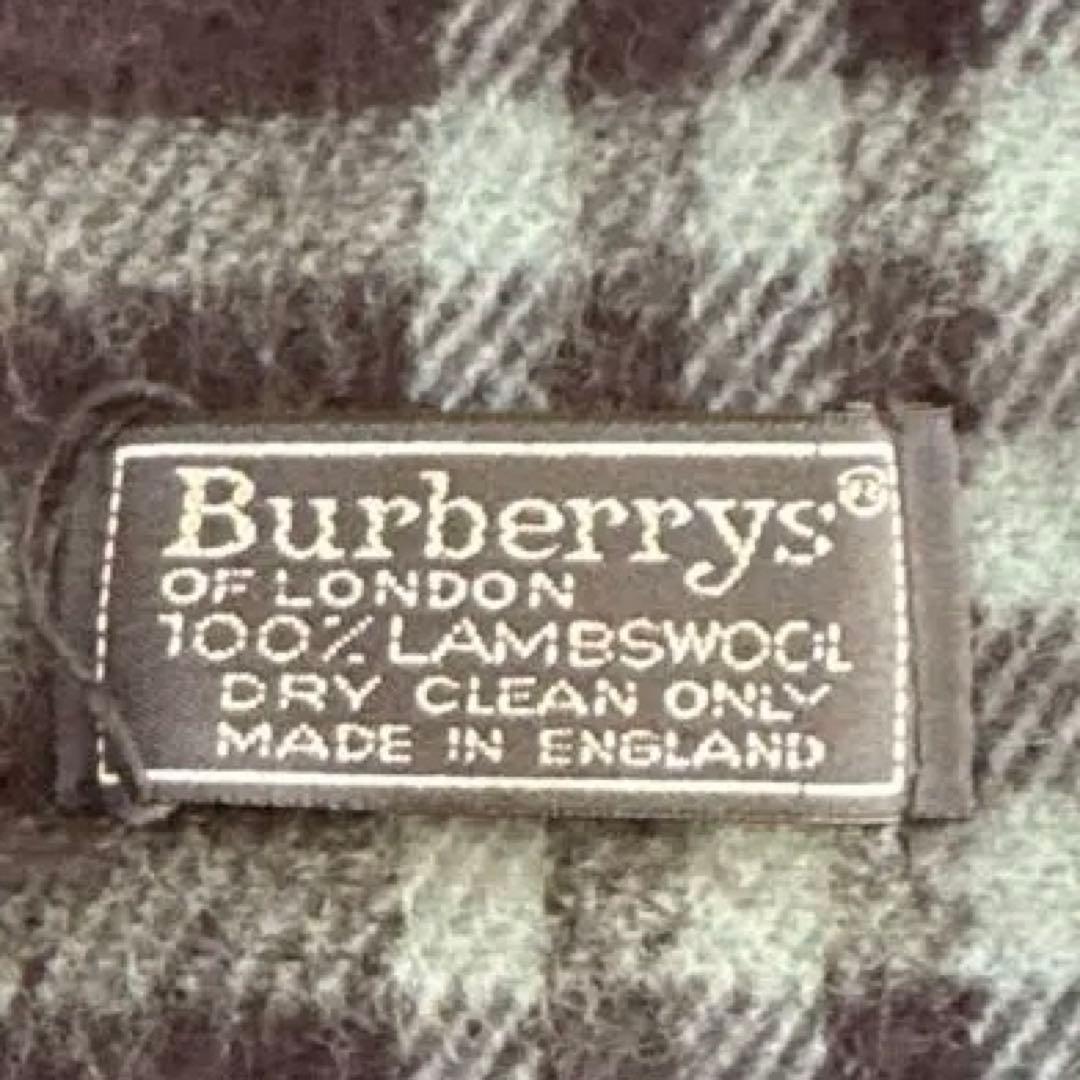 Burberrys®
OF LONDON
100% LAMBSWOOL
DRY CLEAN ONLY
MADE IN ENGLAND